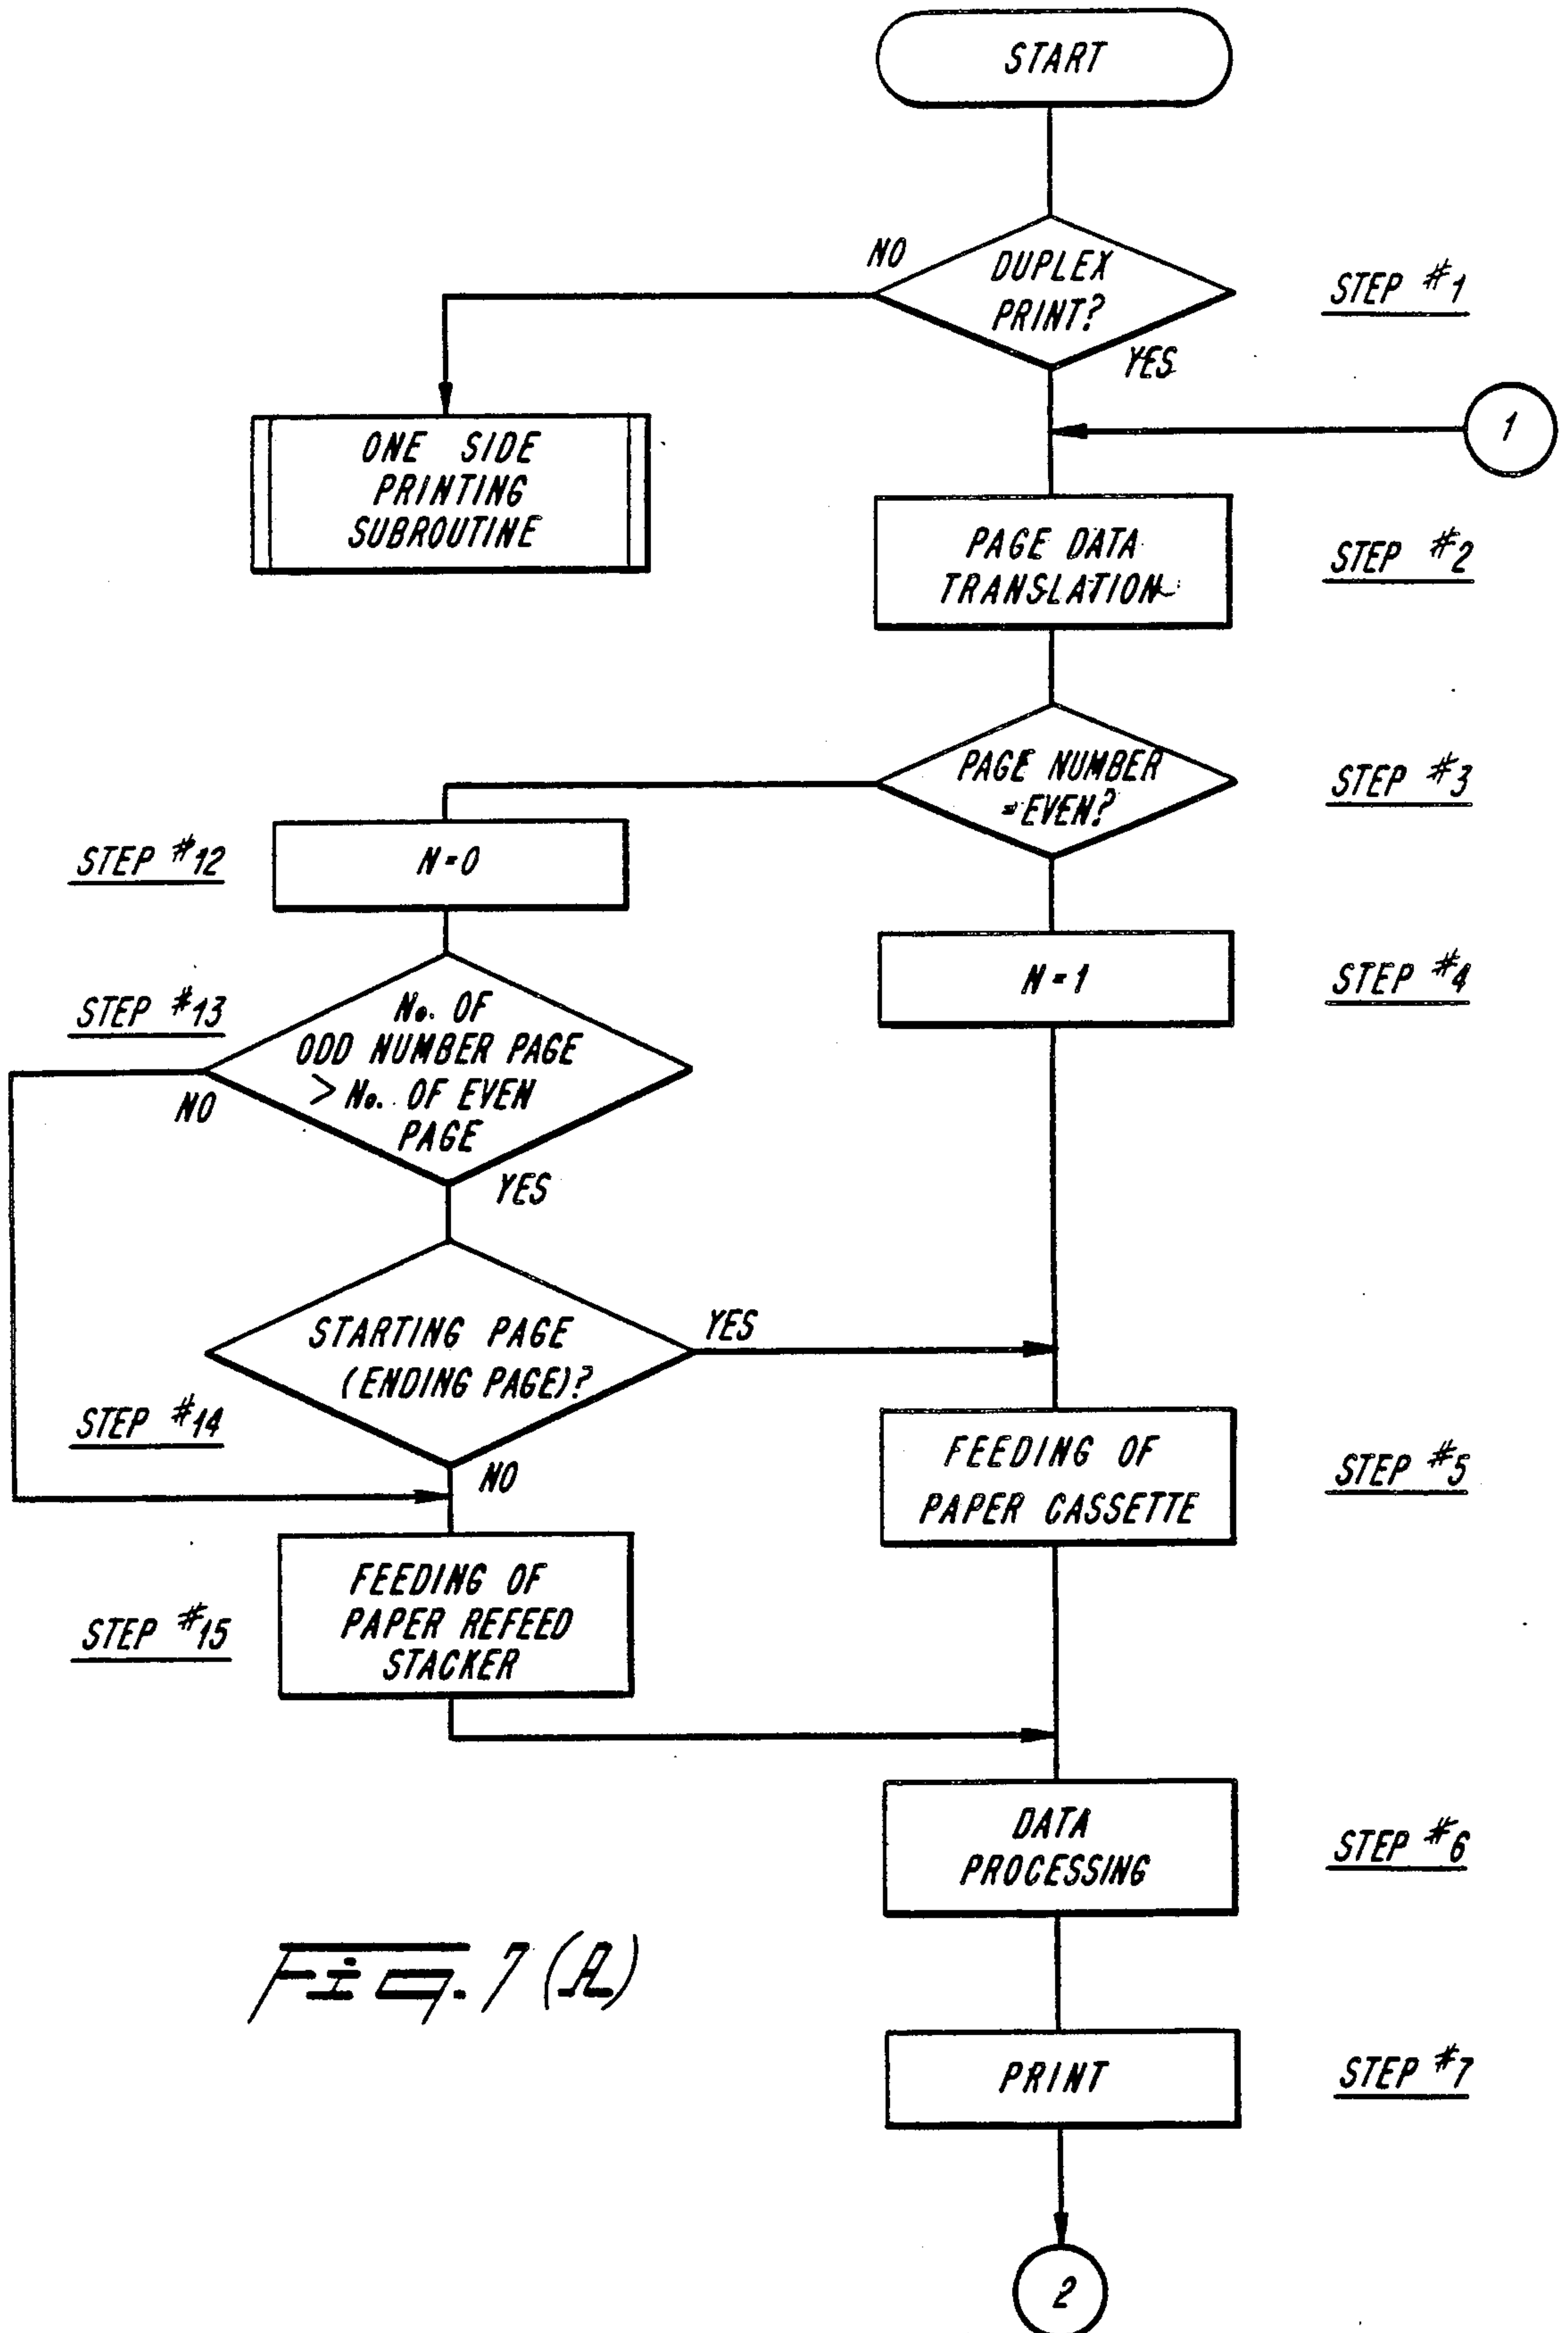 START
NO
DUPLEX
PRINT?
YES
STEP #1
1
ONE SIDE
PRINTING
SUBROUTINE
PAGE DATA
TRANSLATION
STEP #2
PAGE NUMBER
=EVEN?
STEP #3
STEP #12
N=0
N=1
STEP #4
STEP #13
No. OF
ODD NUMBER PAGE
> No. OF EVEN
PAGE
NO
YES
STARTING PAGE
(ENDING PAGE)?
YES
STEP #14
NO
FEEDING OF
PAPER CASSETTE
STEP #5
FEEDING OF
PAPER REFEED
STACKER
STEP #15
DATA
PROCESSING
STEP #6
Fig. 7 (A)
PRINT
STEP #7
2